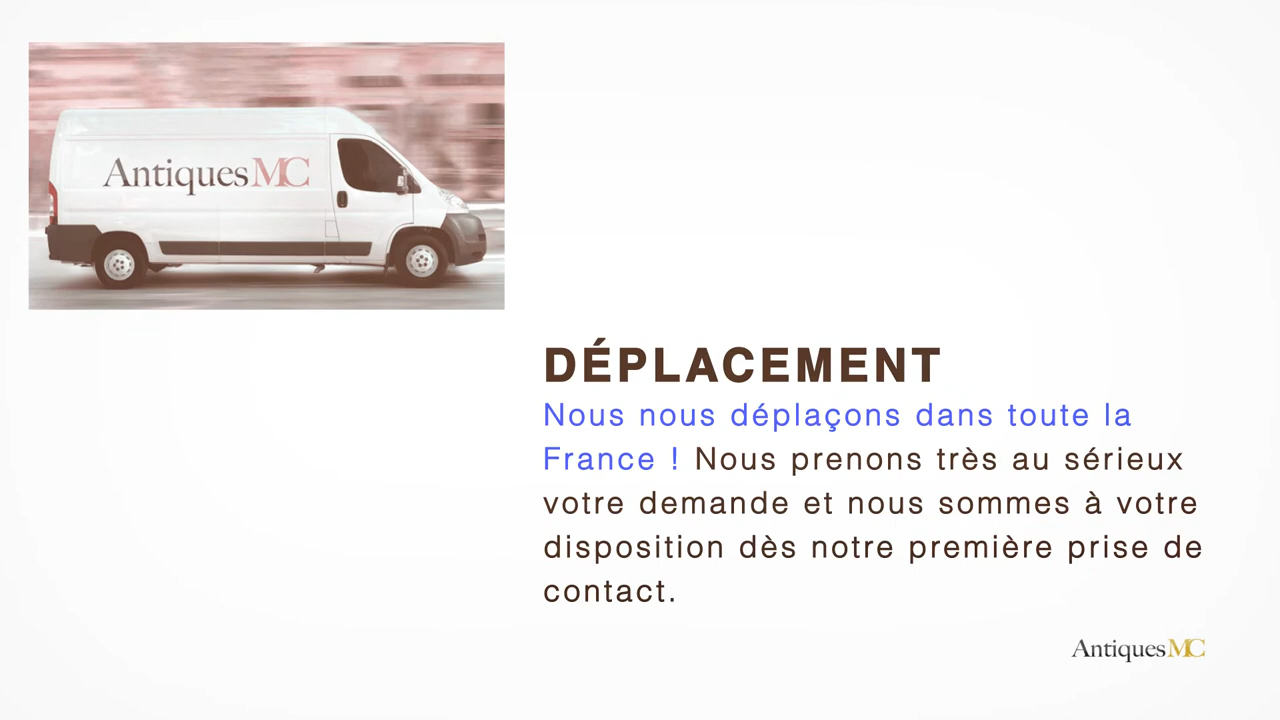 AntiquesMC
DÉPLACEMENT
Nous nous déplaçons dans toute la
France ! Nous prenons très au sérieux
votre demande et nous sommes à votre
disposition dès notre première prise de
contact.
AntiquesMC